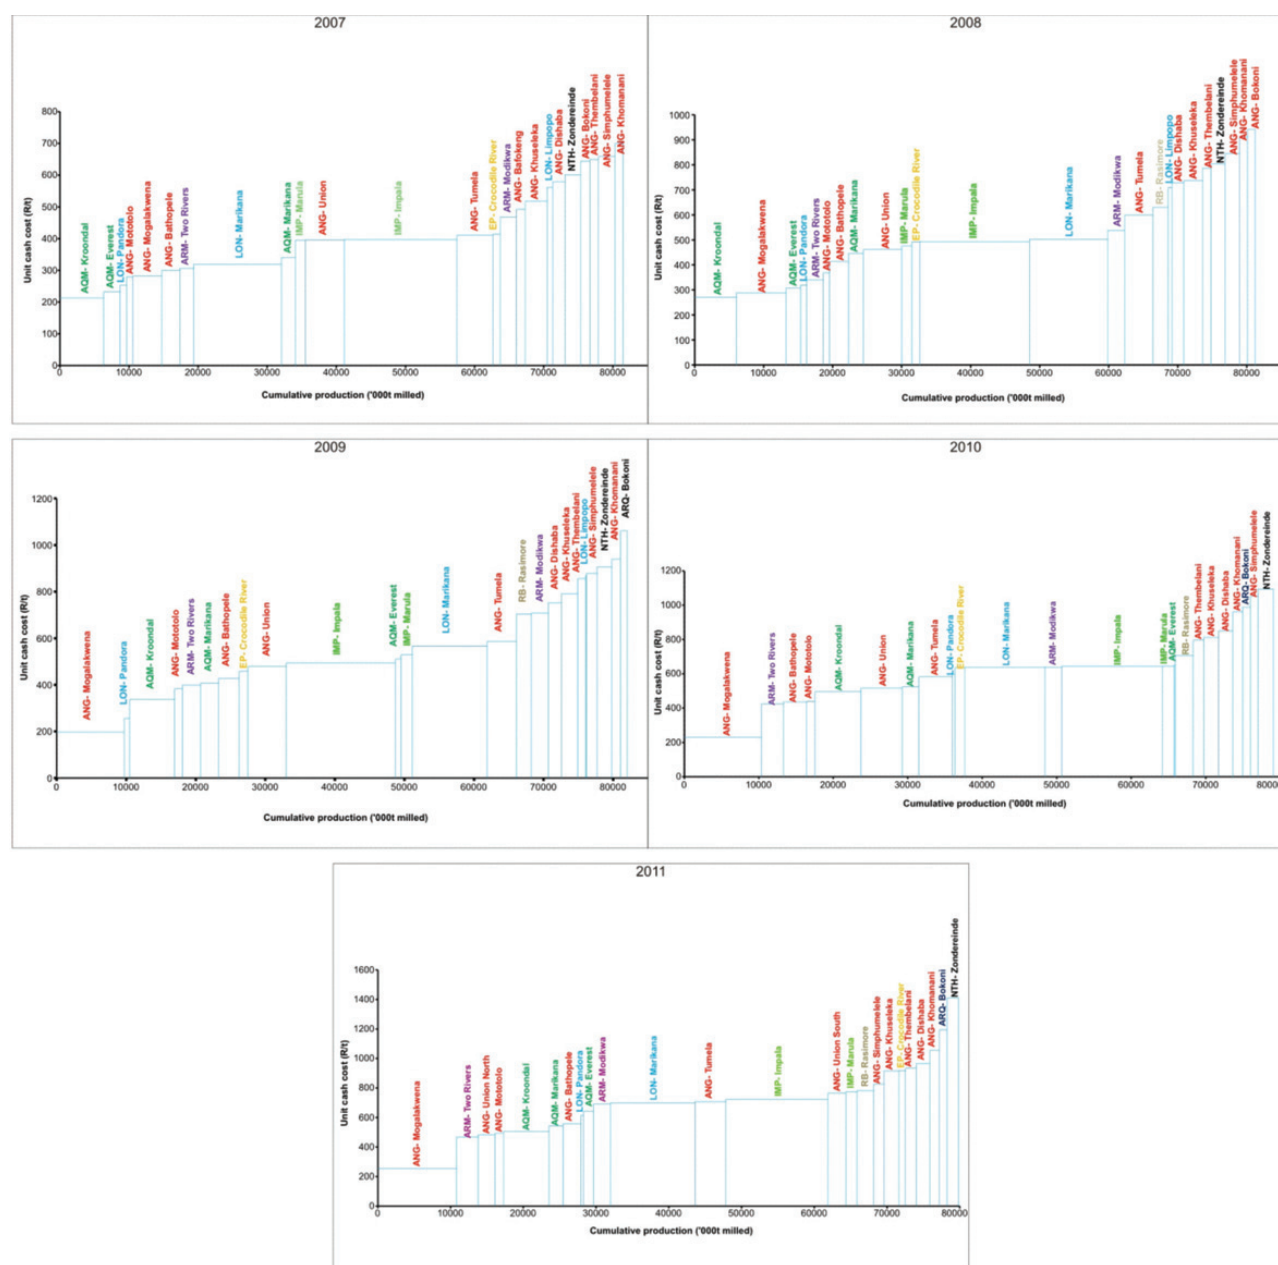 2007
Unit cash cost (R/t)
800
700
600
500
400
300
200
100
0
AQM- Kroondal
AQM- Everest
LON- Pandora
ANG- Mototolo
ANG- Mogalakwena
ANG- Bathopele
ARM- Two Rivers
LON- Marikana
AQM- Marikana
IMP- Marula
ANG- Union
IMP- Impala
ANG- Tumela
EP- Crocodile River
ARM- Modikwa
ANG- Bafokeng
ANG- Khuseleka
LON- Limpopo
ANG- Dishaba
NTH- Zondereinde
ANG- Bokoni
ANG- Thembelani
ANG- Simphumelele
ANG- Khomanani
0 10000 20000 30000 40000 50000 60000 70000 80000
Cumulative production ('000t milled)
2008
Unit cash cost (R/t)
1000
900
800
700
600
500
400
300
200
100
0
AQM- Kroondal
ANG- Mogalakwena
AQM- Everest
LON- Pandora
ARM- Two Rivers
ANG- Mototolo
ANG- Bathopele
AQM- Marikana
ANG- Union
IMP- Marula
EP- Crocodile River
IMP- Impala
LON- Marikana
ARM- Modikwa
ANG- Tumela
RB- Rasimore
LON- Limpopo
ANG- Dishaba
ANG- Khuseleka
ANG- Thembelani
NTH- Zondereinde
ANG- Simphumelele
ANG- Khomanani
ANG- Bokoni
0 10000 20000 30000 40000 50000 60000 70000 80000
Cumulative production ('000t milled)
2009
Unit cash cost (R/t)
1200
1000
800
600
400
200
0
ANG- Mogalakwena
LON- Pandora
AQM- Kroondal
ANG- Mototolo
ARM- Two Rivers
AQM- Marikana
ANG- Bathopele
EP- Crocodile River
ANG- Union
IMP- Impala
AQM- Everest
IMP- Marula
LON- Marikana
ANG- Tumela
RB- Rasimore
ARM- Modikwa
ANG- Dishaba
ANG- Khuseleka
ANG- Thembelani
LON- Limpopo
ANG- Simphumelele
NTH- Zondereinde
ANG- Khomanani
ARQ- Bokoni
0 10000 20000 30000 40000 50000 60000 70000 80000
Cumulative production ('000t milled)
2010
Unit cash cost (R/t)
1200
1000
800
600
400
200
0
ANG- Mogalakwena
ARM- Two Rivers
ANG- Bathopele
ANG- Mototolo
AQM- Kroondal
ANG- Union
AQM- Marikana
ANG- Tumela
LON- Pandora
EP- Crocodile River
LON- Marikana
ARM- Modikwa
IMP- Impala
IMP- Marula
AQM- Everest
RB- Rasimore
ANG- Thembelani
ANG- Khuseleka
ANG- Dishaba
ANG- Khomanani
ARQ- Bokoni
ANG- Simphumelele
NTH- Zondereinde
0 10000 20000 30000 40000 50000 60000 70000 80000
Cumulative production ('000t milled)
2011
Unit cash cost (R/t)
1600
1400
1200
1000
800
600
400
200
0
ANG- Mogalakwena
ARM- Two Rivers
ANG- Union North
ANG- Mototolo
AQM- Kroondal
AQM- Marikana
ANG- Bathopele
LON- Pandora
AQM- Everest
ARM- Modikwa
LON- Marikana
ANG- Tumela
IMP- Impala
ANG- Union South
IMP- Marula
RB- Rasimore
ANG- Simphumelele
ANG- Khuseleka
EP- Crocodile River
ANG- Thembelani
ANG- Dishaba
ANG- Khomanani
ARQ- Bokoni
NTH- Zondereinde
0 10000 20000 30000 40000 50000 60000 70000 80000
Cumulative production ('000t milled)